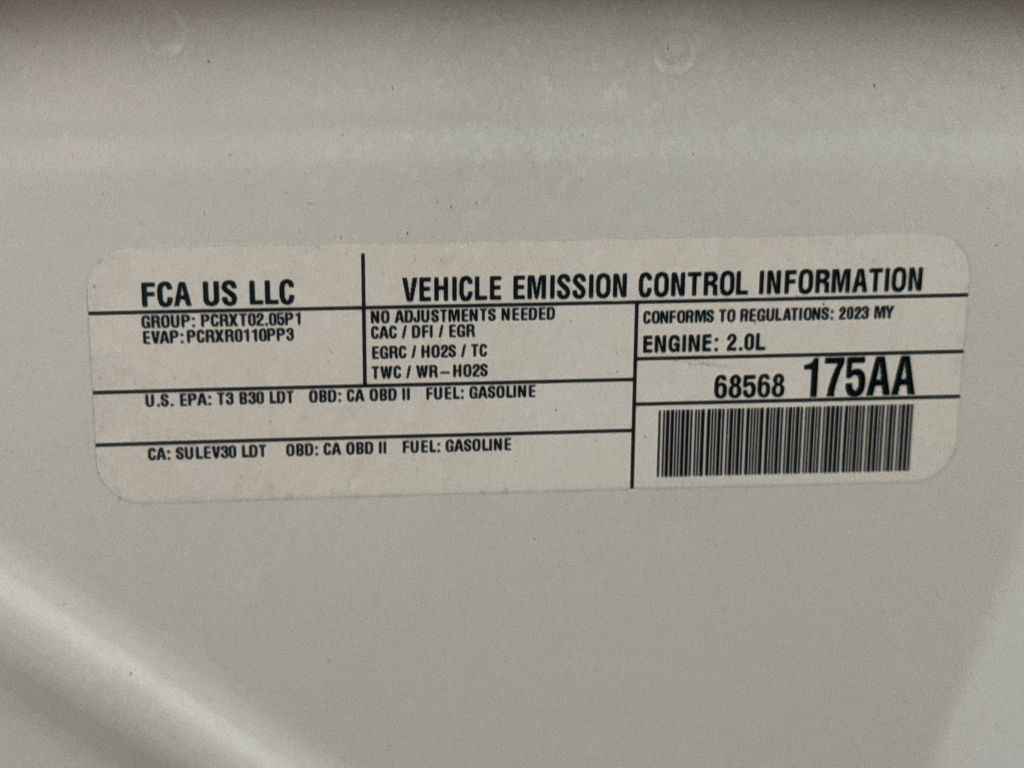 FCA US LLC
GROUP: PCRXT02.05P1
EVAP: PCRXR0110PP3
VEHICLE EMISSION CONTROL INFORMATION
NO ADJUSTMENTS NEEDED
CAC / DFI / EGR
EGRC / HO2S / TC
TWC / WR-HO2S
CONFORMS TO REGULATIONS: 2023 MY
ENGINE: 2.0L
68568 175AA
U.S. EPA: T3 B30 LDT OBD: CA OBD II FUEL: GASOLINE
CA: SULEV30 LDT OBD: CA OBD II FUEL: GASOLINE